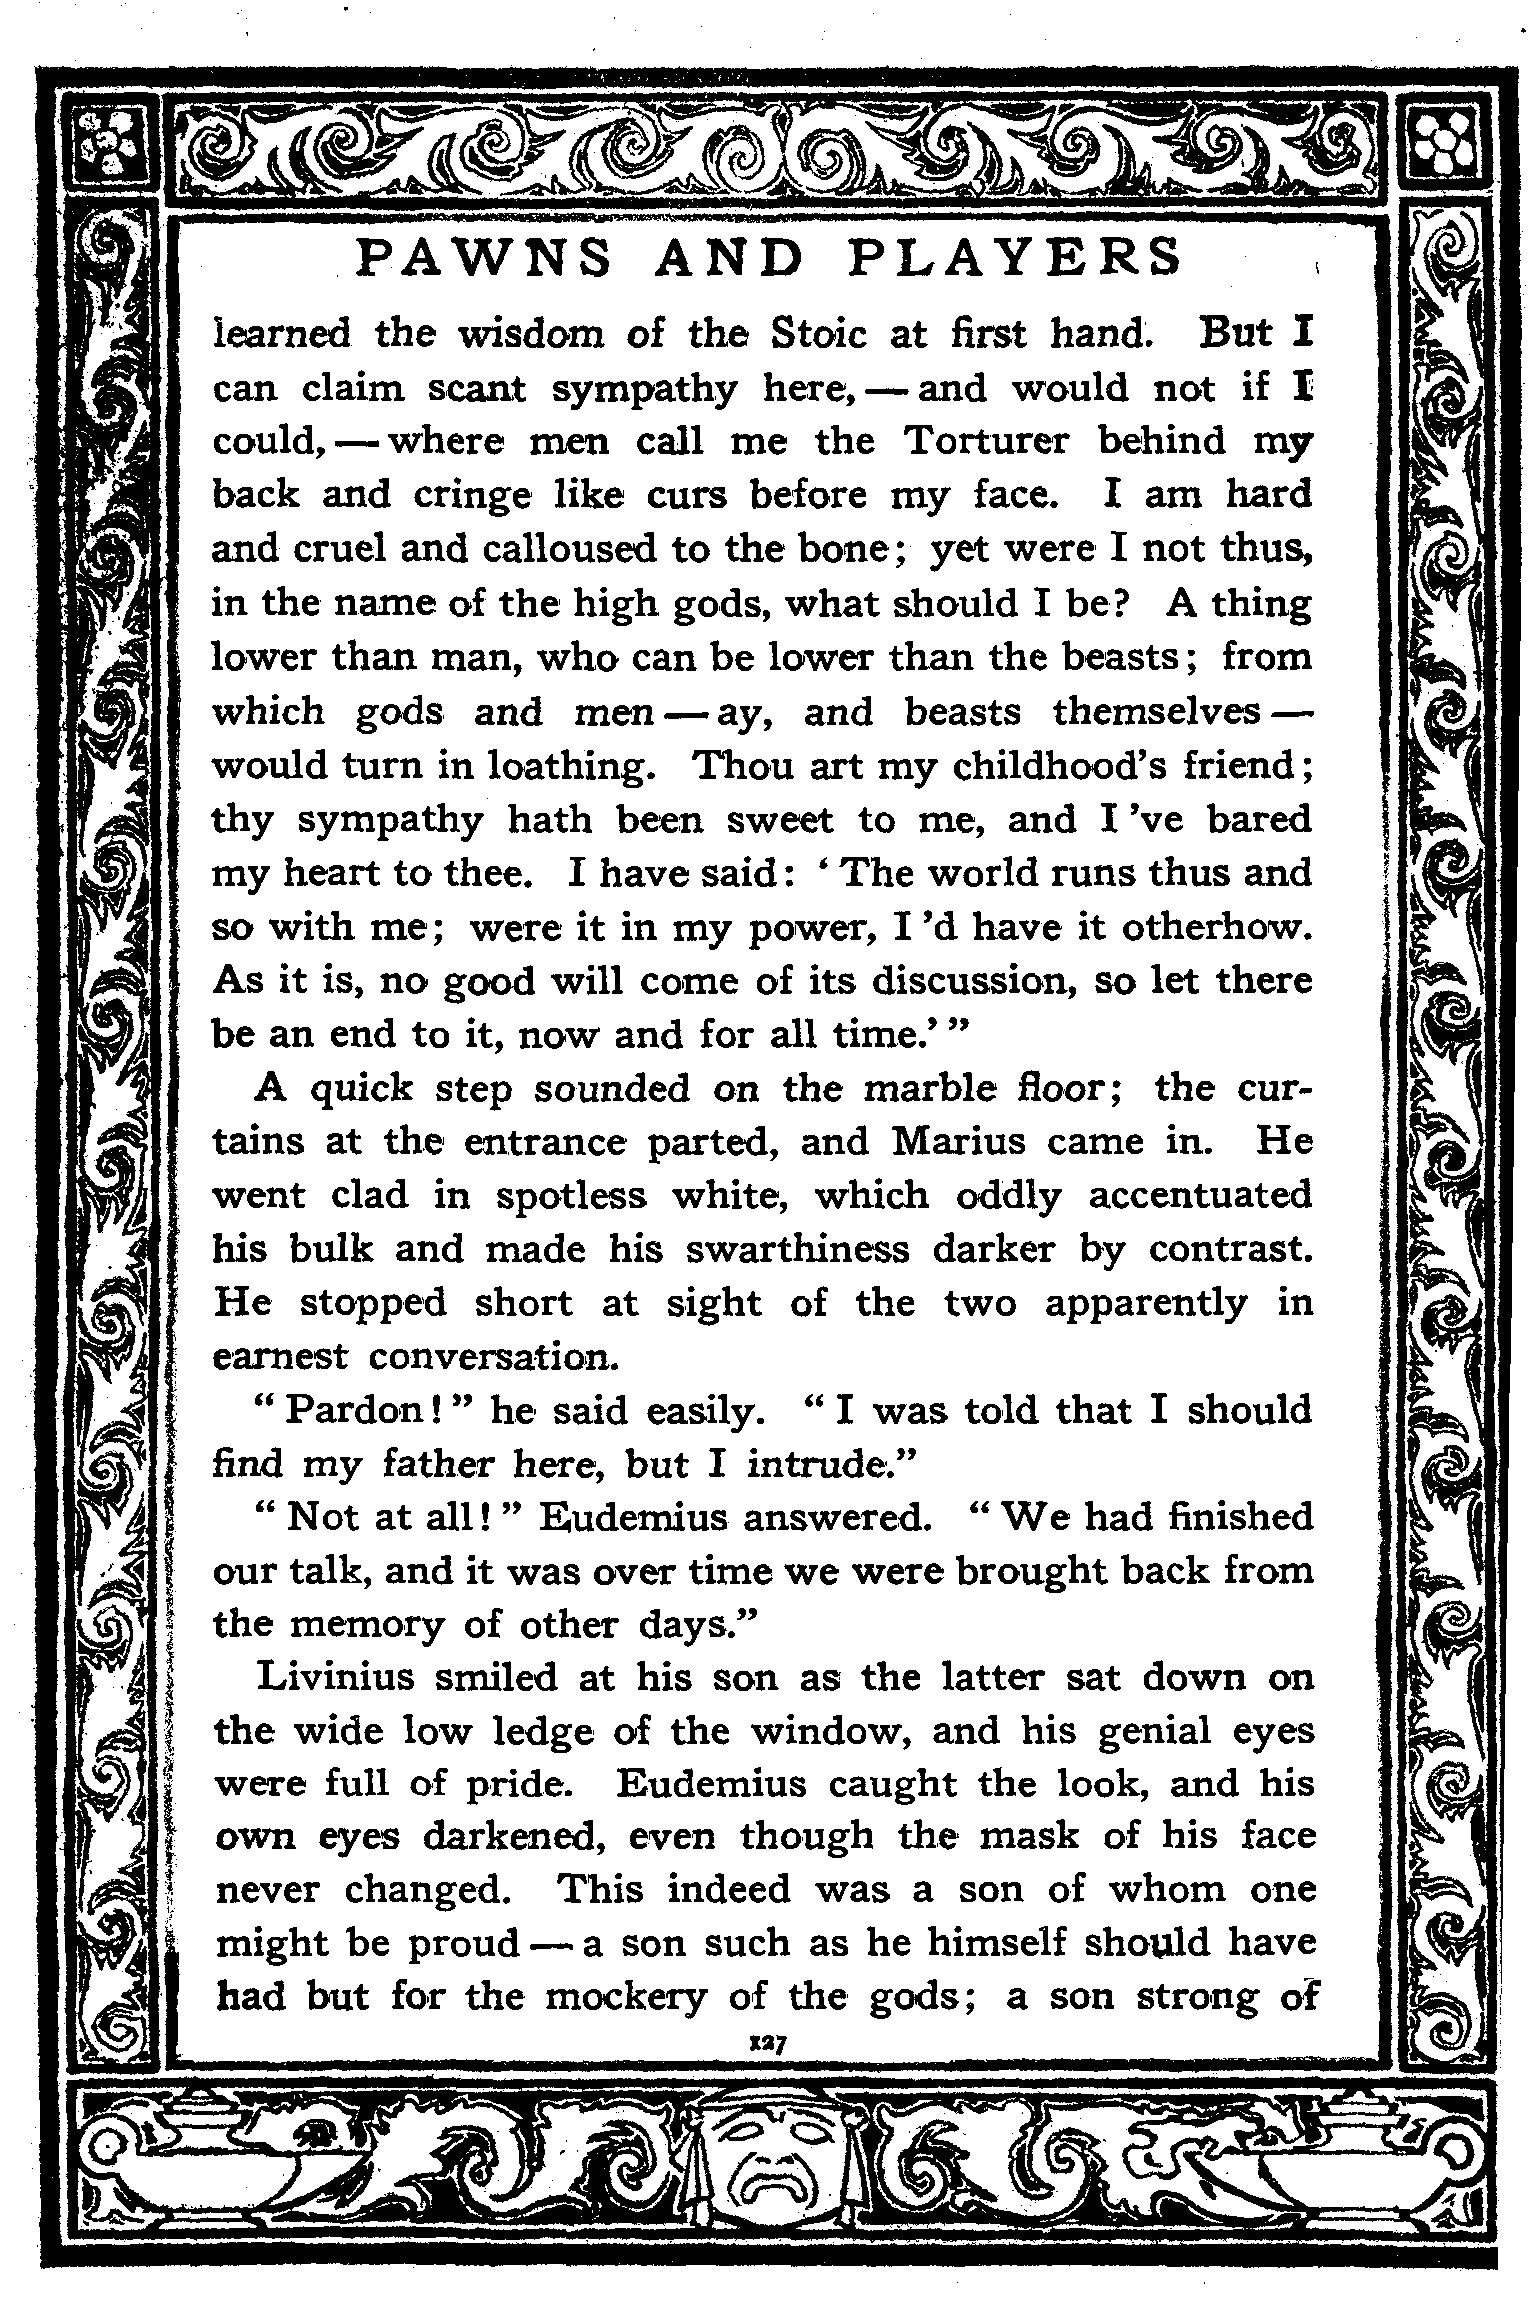 PAWNS AND PLAYERS
learned the wisdom of the Stoic at first hand. But I
can claim scant sympathy here, — and would not if I
could, — where men call me the Torturer behind my
back and cringe like curs before my face. I am hard
and cruel and calloused to the bone; yet were I not thus,
in the name of the high gods, what should I be? A thing
lower than man, who can be lower than the beasts; from
which gods and men — ay, and beasts themselves —
would turn in loathing. Thou art my childhood's friend;
thy sympathy hath been sweet to me, and I 've bared
my heart to thee. I have said: ‘ The world runs thus and
so with me; were it in my power, I 'd have it otherhow.
As it is, no good will come of its discussion, so let there
be an end to it, now and for all time.’ ”
A quick step sounded on the marble floor; the cur-
tains at the entrance parted, and Marius came in. He
went clad in spotless white, which oddly accentuated
his bulk and made his swarthiness darker by contrast.
He stopped short at sight of the two apparently in
earnest conversation.
“ Pardon! ” he said easily. “ I was told that I should
find my father here, but I intrude.”
“ Not at all! ” Eudemius answered. “ We had finished
our talk, and it was over time we were brought back from
the memory of other days.”
Livinius smiled at his son as the latter sat down on
the wide low ledge of the window, and his genial eyes
were full of pride. Eudemius caught the look, and his
own eyes darkened, even though the mask of his face
never changed. This indeed was a son of whom one
might be proud — a son such as he himself should have
had but for the mockery of the gods; a son strong of
127